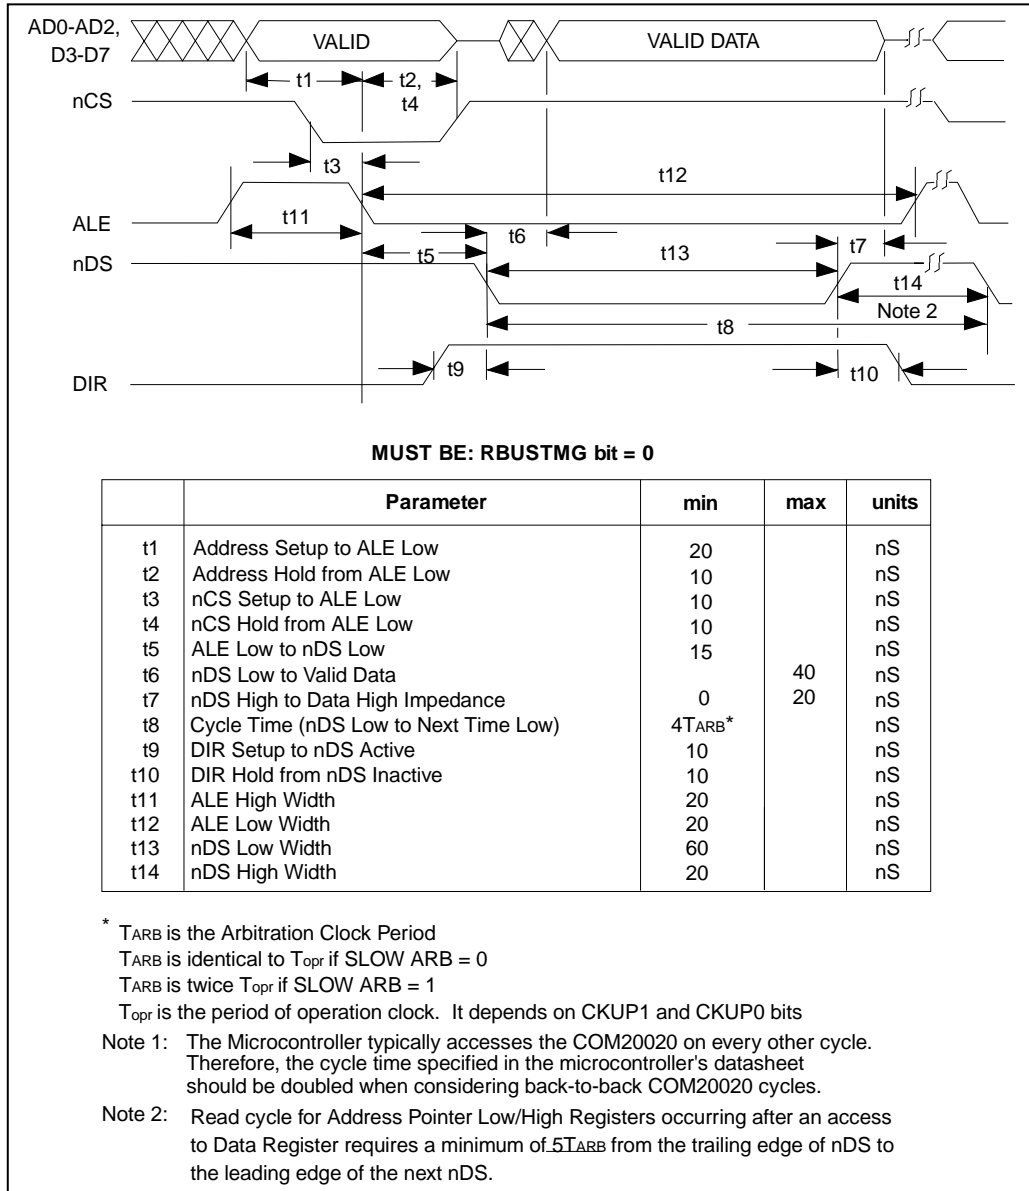 AD0-AD2,
D3-D7
VALID
VALID DATA
t1
t2,
t4
nCS
t3
t12
ALE
t11
t6
t7
nDS
t5
t13
t14
Note 2
t8
DIR
t9
t10
MUST BE: RBUSTMG bit = 0
Parameter min max units
t1 Address Setup to ALE Low 20 nS
t2 Address Hold from ALE Low 10 nS
t3 nCS Setup to ALE Low 10 nS
t4 nCS Hold from ALE Low 10 nS
t5 ALE Low to nDS Low 15 nS
t6 nDS Low to Valid Data 40 nS
t7 nDS High to Data High Impedance 0 20 nS
t8 Cycle Time (nDS Low to Next Time Low) 4TARB* nS
t9 DIR Setup to nDS Active 10 nS
t10 DIR Hold from nDS Inactive 10 nS
t11 ALE High Width 20 nS
t12 ALE Low Width 20 nS
t13 nDS Low Width 60 nS
t14 nDS High Width 20 nS
* TARB is the Arbitration Clock Period
TARB is identical to Topr if SLOW ARB = 0
TARB is twice Topr if SLOW ARB = 1
Topr is the period of operation clock. It depends on CKUP1 and CKUP0 bits
Note 1: The Microcontroller typically accesses the COM20020 on every other cycle.
Therefore, the cycle time specified in the microcontroller's datasheet
should be doubled when considering back-to-back COM20020 cycles.
Note 2: Read cycle for Address Pointer Low/High Registers occurring after an access
to Data Register requires a minimum of 5TARB from the trailing edge of nDS to
the leading edge of the next nDS.